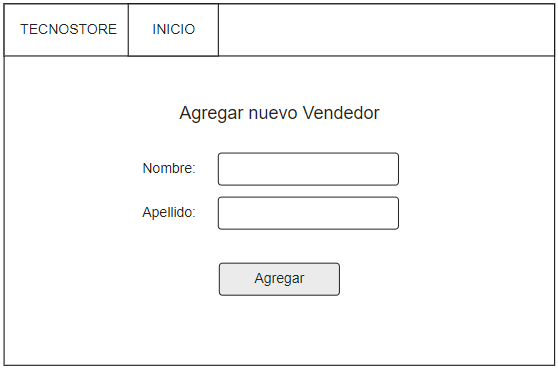 TECNOSTORE INICIO
Agregar nuevo Vendedor
Nombre:
Apellido:
Agregar